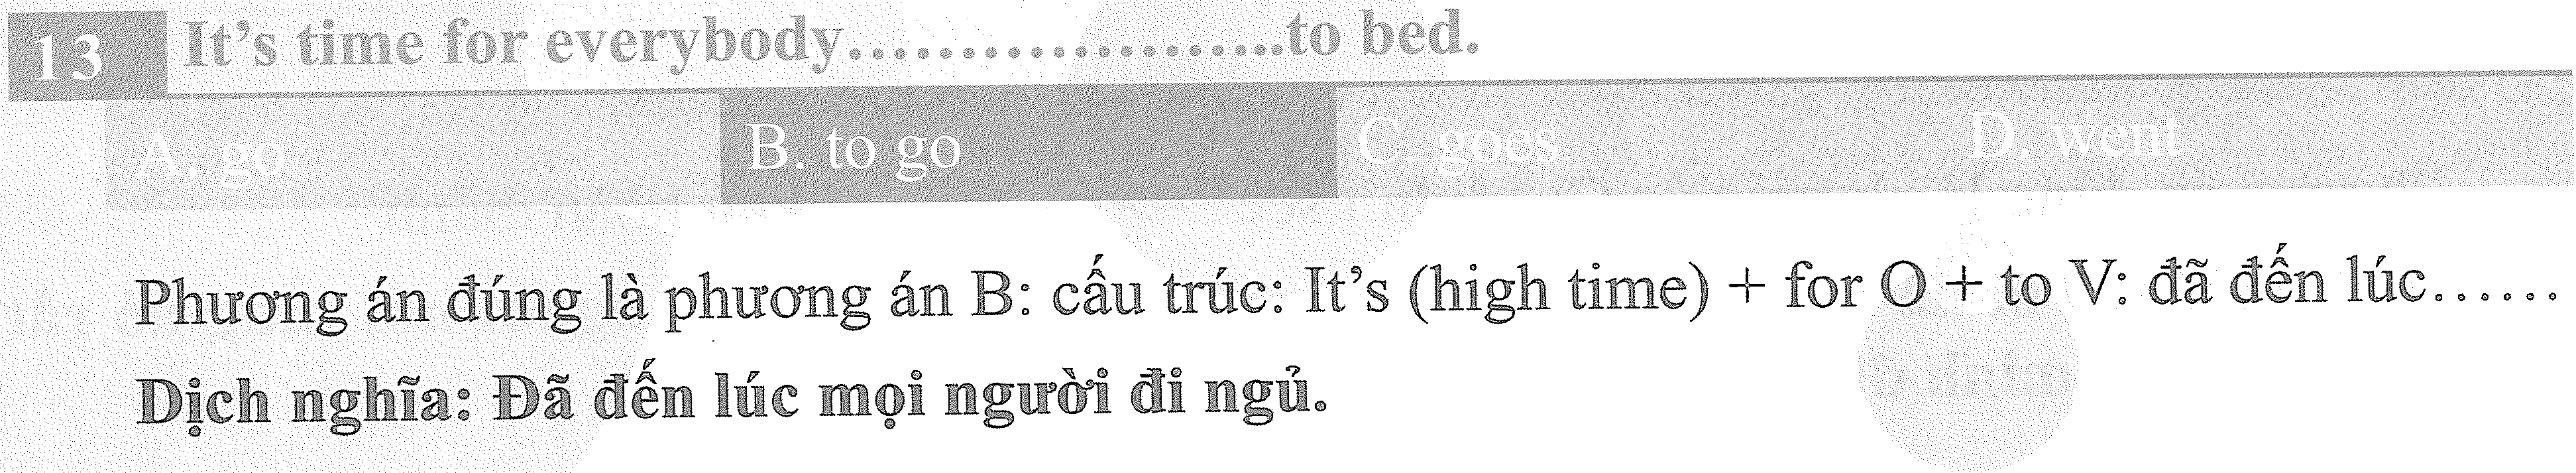 13 It's time for everybody.....................to bed.
A. go B. to go C. goes D. went
Phương án đúng là phương án B: cấu trúc: It's (high time) + for O + to V: đã đến lúc......
Dịch nghĩa: Đã đến lúc mọi người đi ngủ.